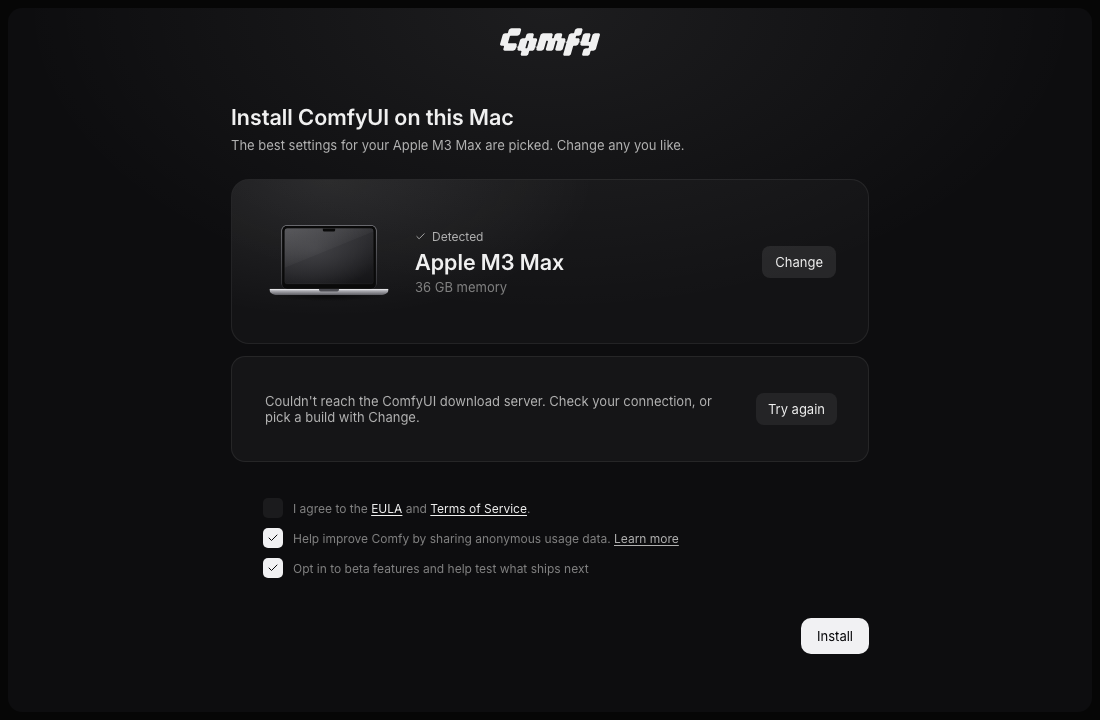 Comfy
Install ComfyUI on this Mac
The best settings for your Apple M3 Max are picked. Change any you like.
Detected
Apple M3 Max
36 GB memory
Change
Couldn't reach the ComfyUI download server. Check your connection, or
pick a build with Change.
Try again
I agree to the EULA and Terms of Service.
Help improve Comfy by sharing anonymous usage data. Learn more
Opt in to beta features and help test what ships next
Install